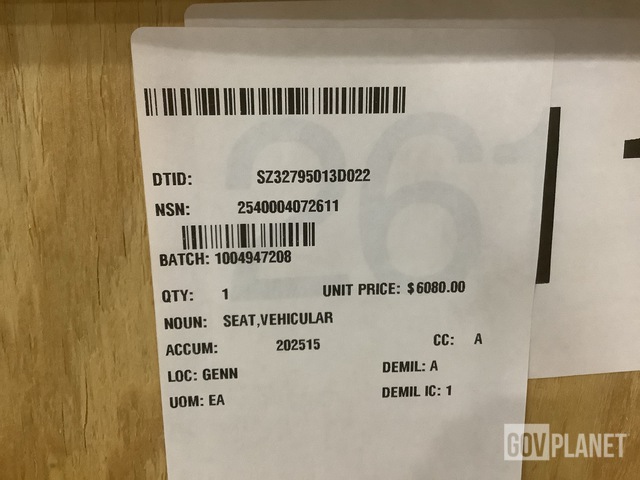 DTID: SZ32795013D022
NSN: 2540004072611
BATCH: 1004947208
QTY: 1 UNIT PRICE: $6080.00
NOUN: SEAT,VEHICULAR
ACCUM: 202515 CC: A
LOC: GENN DEMIL: A
UOM: EA DEMIL IC: 1
GOVPLANET